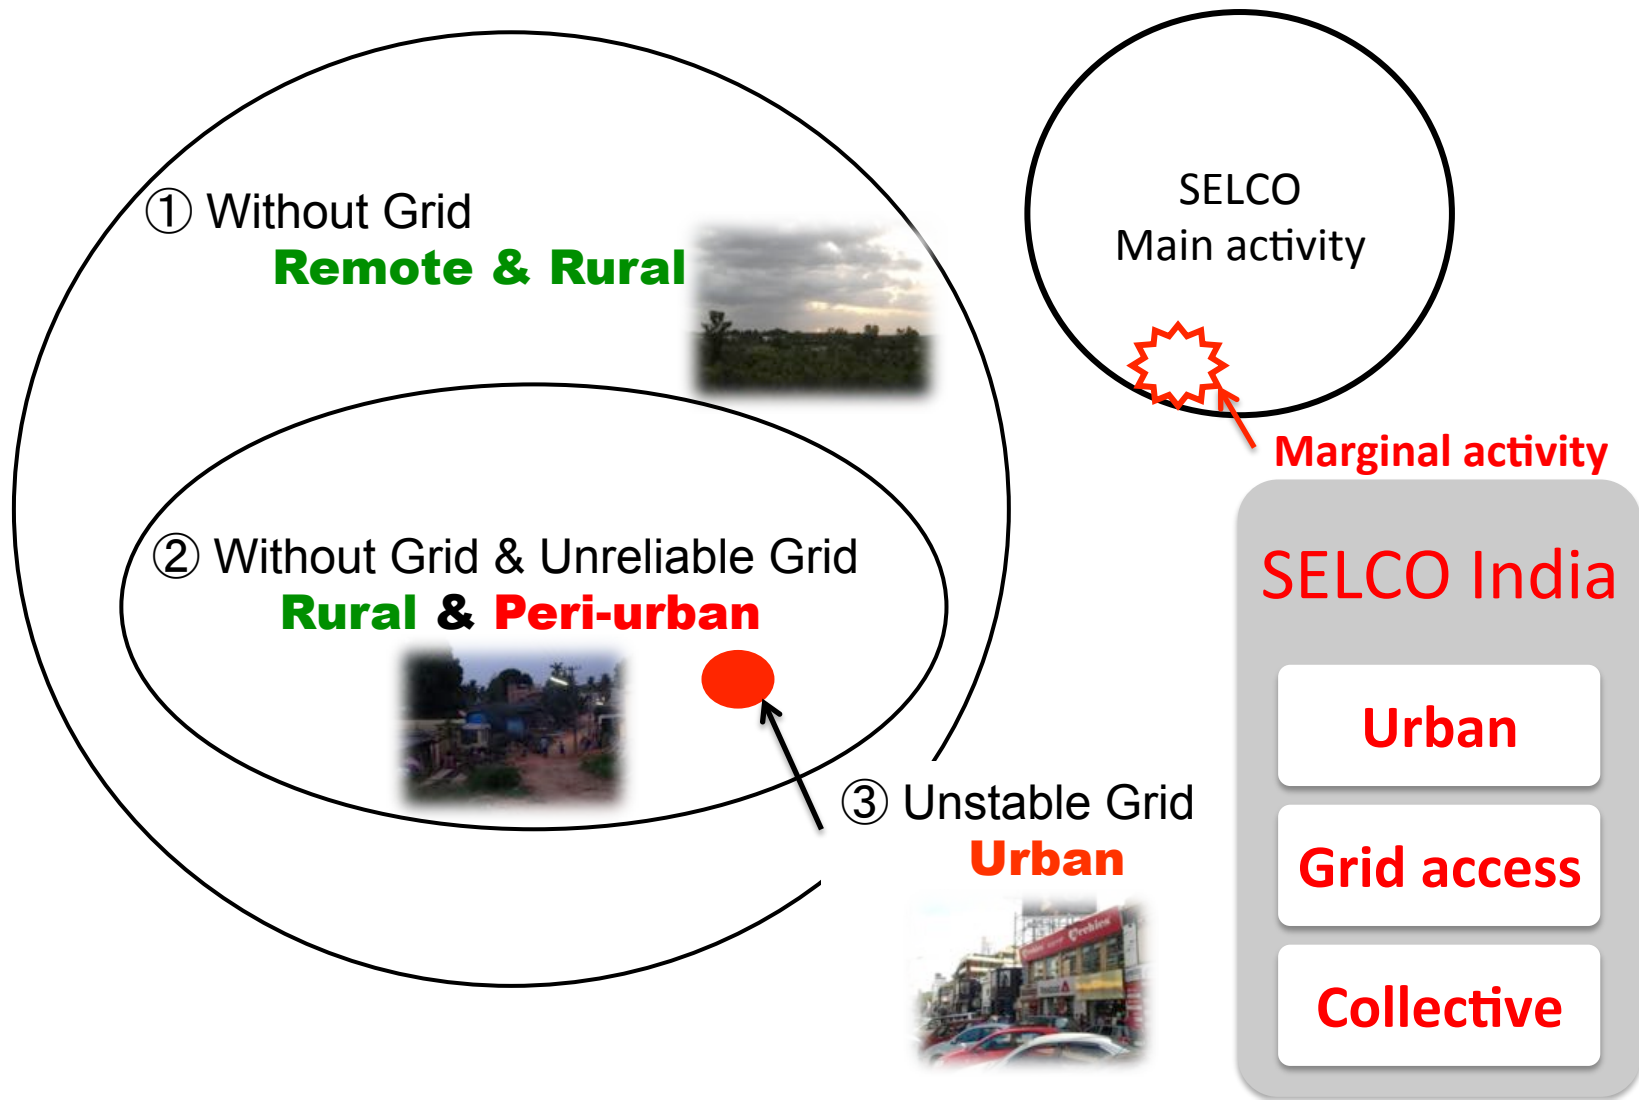 ① Without Grid
Remote & Rural
② Without Grid & Unreliable Grid
Rural & Peri-urban
③ Unstable Grid
Urban
SELCO
Main activity
Marginal activity
SELCO India
Urban
Grid access
Collective